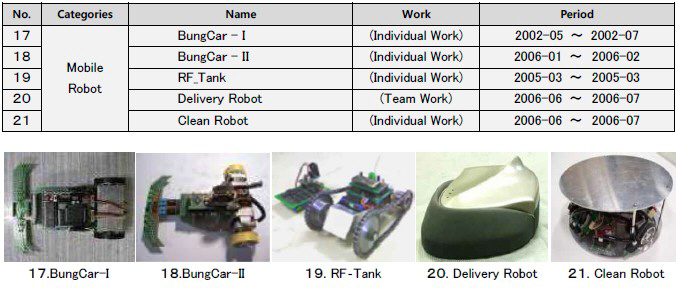 No. Categories Name Work Period
17 Mobile Robot BungCar - Ⅰ (Individual Work) 2002-05 ～ 2002-07
18 BungCar - Ⅱ (Individual Work) 2006-01 ～ 2006-02
19 RF_Tank (Individual Work) 2005-03 ～ 2005-03
20 Delivery Robot (Team Work) 2006-06 ～ 2006-07
21 Clean Robot (Individual Work) 2006-06 ～ 2006-07
17.BungCar-Ⅰ 18.BungCar-Ⅱ 19. RF-Tank 20. Delivery Robot 21. Clean Robot